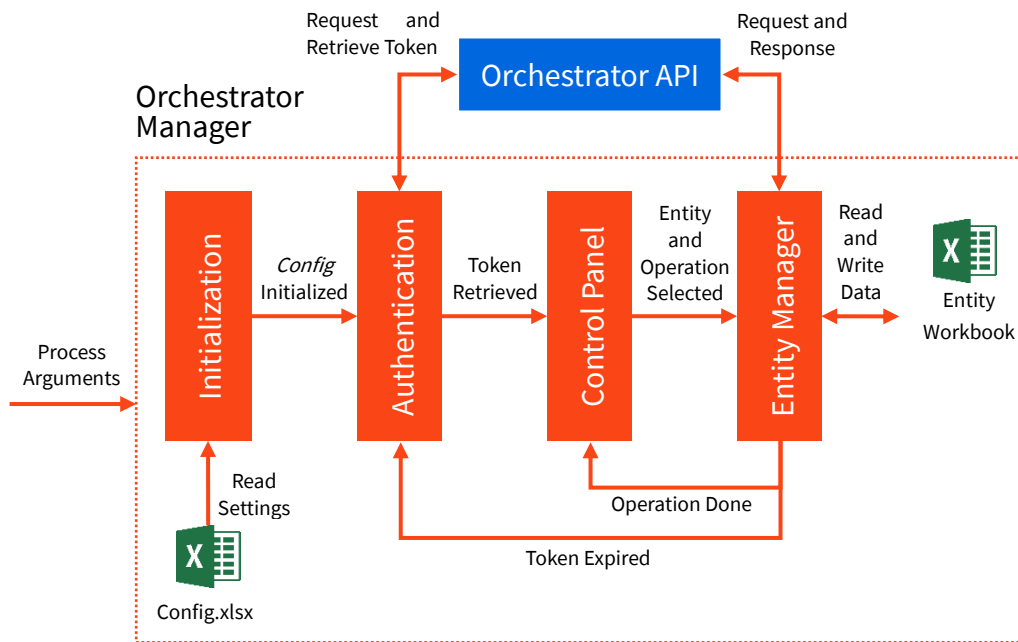 Request and
Retrieve Token
Request and
Response
Orchestrator API
Orchestrator
Manager
Process
Arguments
Initialization
Config
Initialized
Authentication
Token
Retrieved
Control Panel
Entity
and
Operation
Selected
Entity Manager
Read
and
Write
Data
X
Entity
Workbook
Read
Settings
X
Config.xlsx
Operation Done
Token Expired